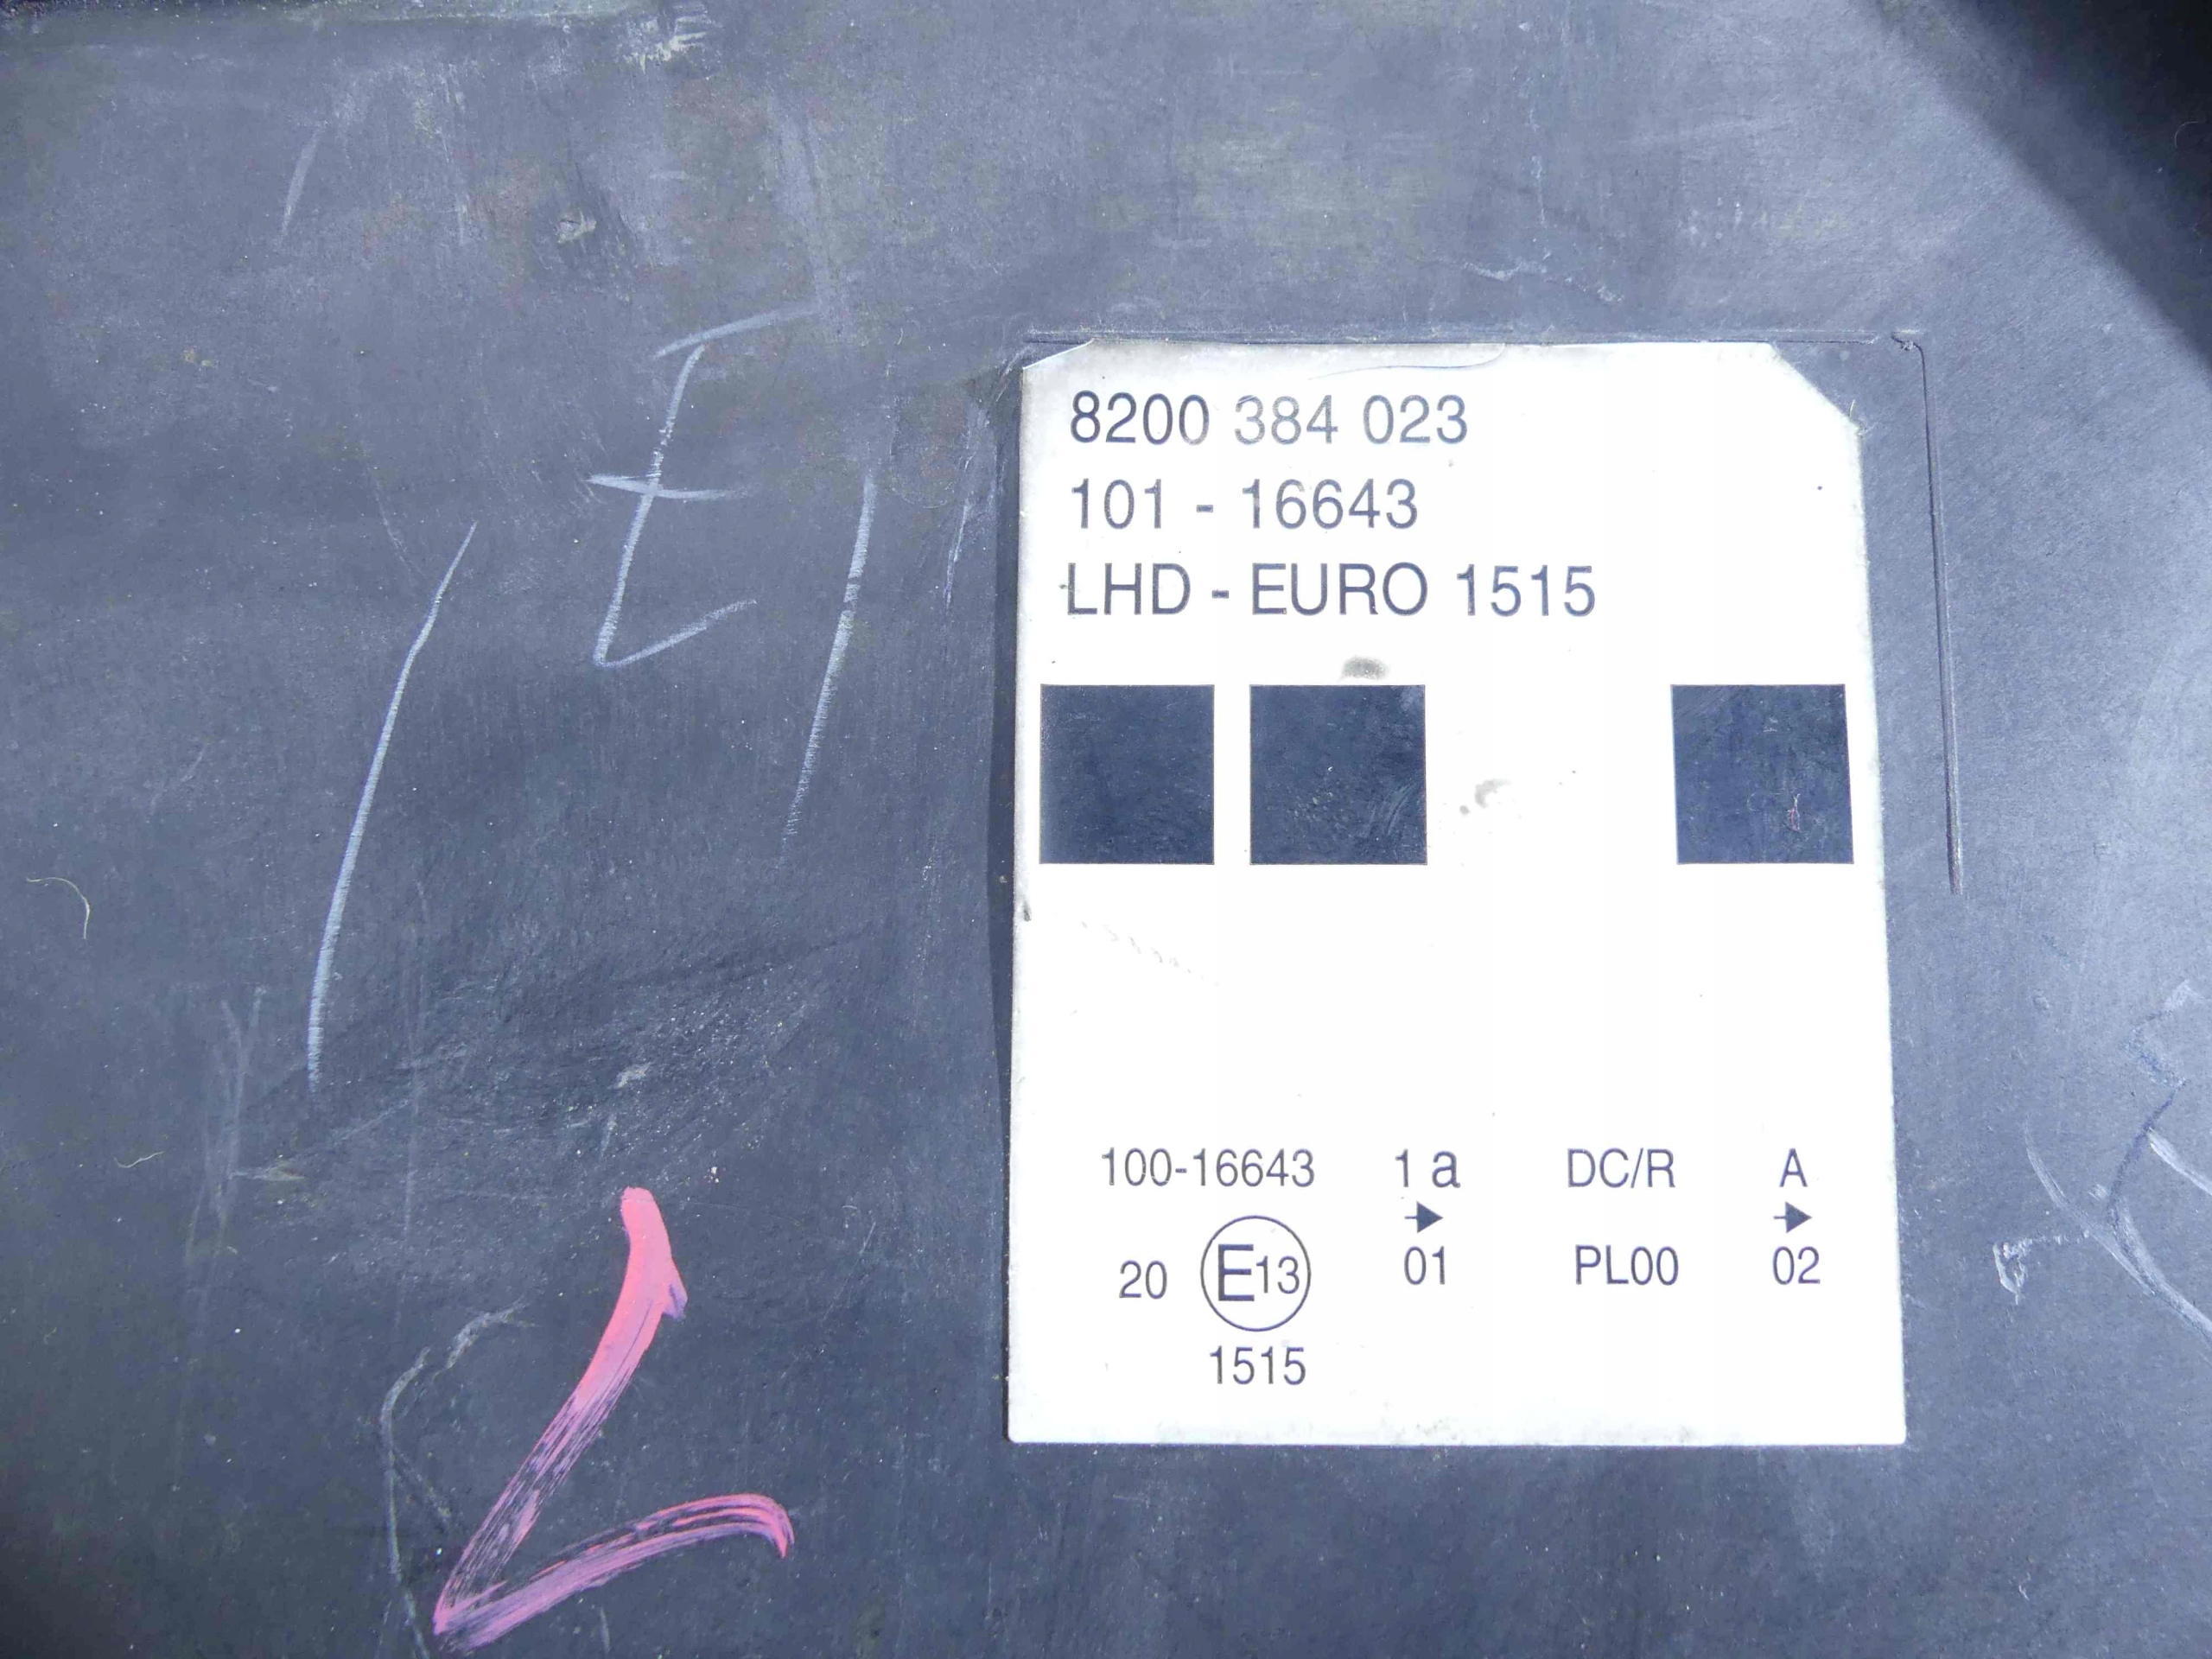 8200 384 023
101 - 16643
LHD - EURO 1515
100-16643 1 a DC/R A
20 E13 01 PL00 02
1515
L